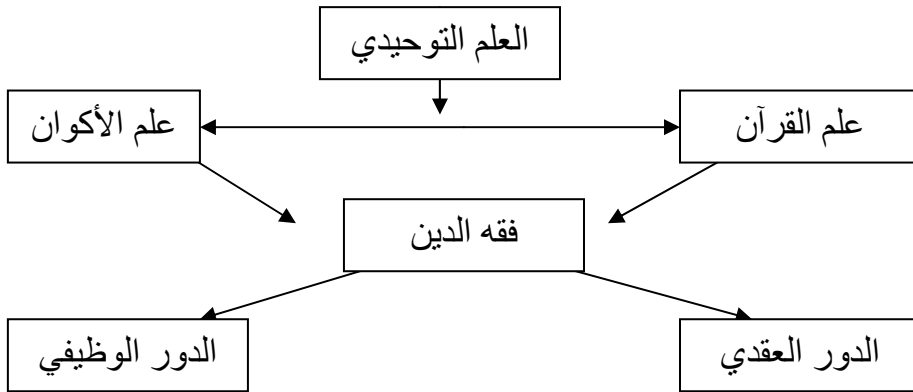 العلم التوحيدي
علم القرآن
علم الأكوان
فقه الدين
الدور العقدي
الدور الوظيفي